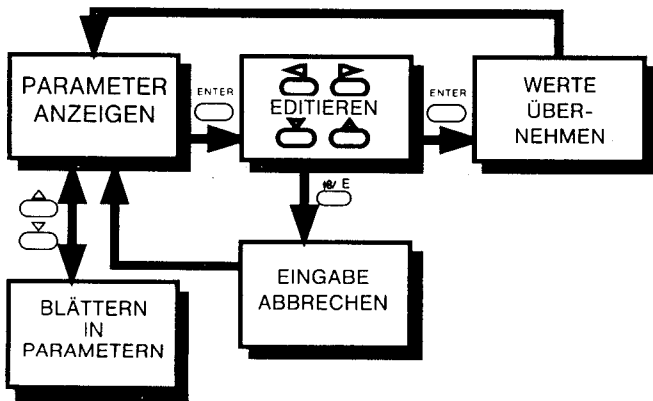 PARAMETER
ANZEIGEN
ENTER
EDITIEREN
ENTER
WERTE
ÜBER-
NEHMEN
E
EINGABE
ABBRECHEN
BLÄTTERN
IN
PARAMETERN